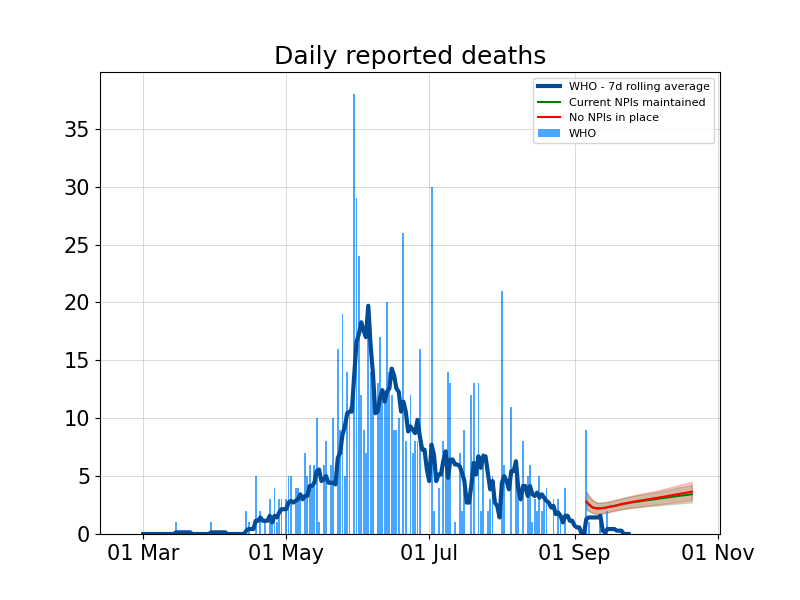 Daily reported deaths
WHO - 7d rolling average
Current NPIs maintained
No NPIs in place
WHO
35
30
25
20
15
10
5
0
01 Mar
01 May
01 Jul
01 Sep
01 Nov